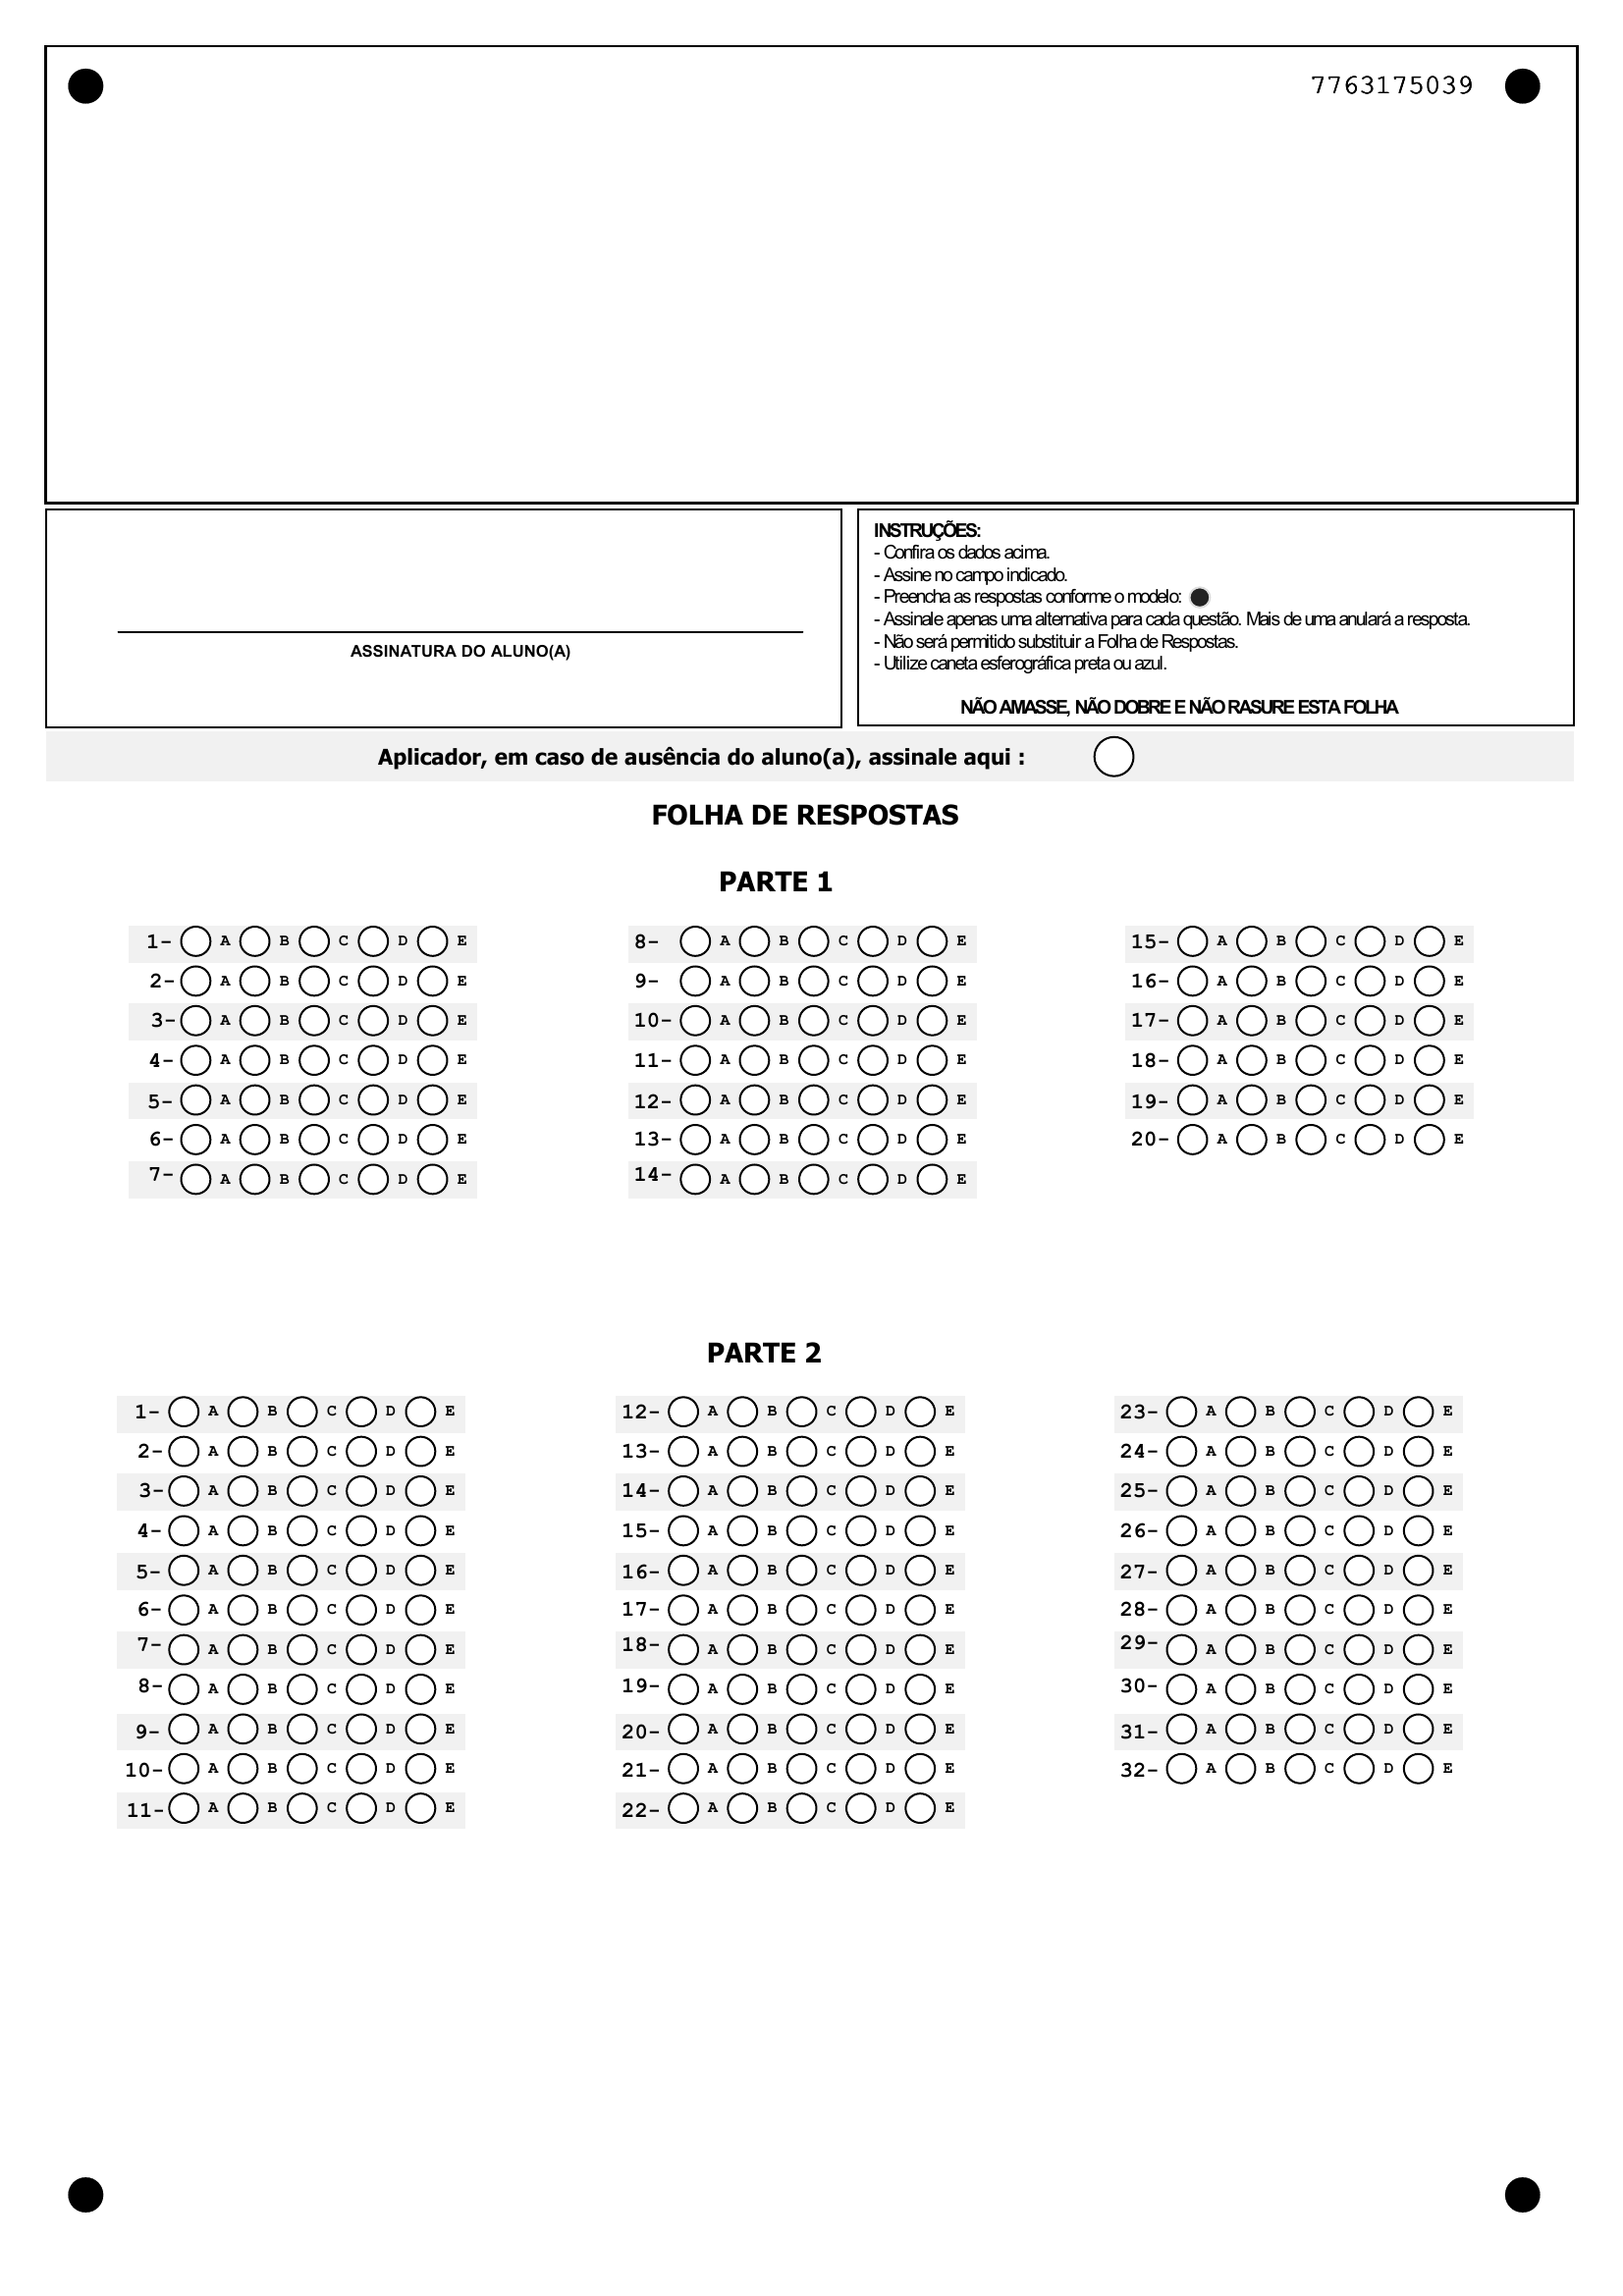 7763175039
ASSINATURA DO ALUNO(A)
INSTRUÇÕES:
- Confira os dados acima.
- Assine no campo indicado.
- Preencha as respostas conforme o modelo:
- Assinale apenas uma alternativa para cada questão. Mais de uma anulará a resposta.
- Não será permitido substituir a Folha de Respostas.
- Utilize caneta esferográfica preta ou azul.
NÃO AMASSE, NÃO DOBRE E NÃO RASURE ESTA FOLHA
Aplicador, em caso de ausência do aluno(a), assinale aqui :
FOLHA DE RESPOSTAS
PARTE 1
1- A B C D E 8- A B C D E 15- A B C D E
2- A B C D E 9- A B C D E 16- A B C D E
3- A B C D E 10- A B C D E 17- A B C D E
4- A B C D E 11- A B C D E 18- A B C D E
5- A B C D E 12- A B C D E 19- A B C D E
6- A B C D E 13- A B C D E 20- A B C D E
7- A B C D E 14- A B C D E
PARTE 2
1- A B C D E 12- A B C D E 23- A B C D E
2- A B C D E 13- A B C D E 24- A B C D E
3- A B C D E 14- A B C D E 25- A B C D E
4- A B C D E 15- A B C D E 26- A B C D E
5- A B C D E 16- A B C D E 27- A B C D E
6- A B C D E 17- A B C D E 28- A B C D E
7- A B C D E 18- A B C D E 29- A B C D E
8- A B C D E 19- A B C D E 30- A B C D E
9- A B C D E 20- A B C D E 31- A B C D E
10- A B C D E 21- A B C D E 32- A B C D E
11- A B C D E 22- A B C D E